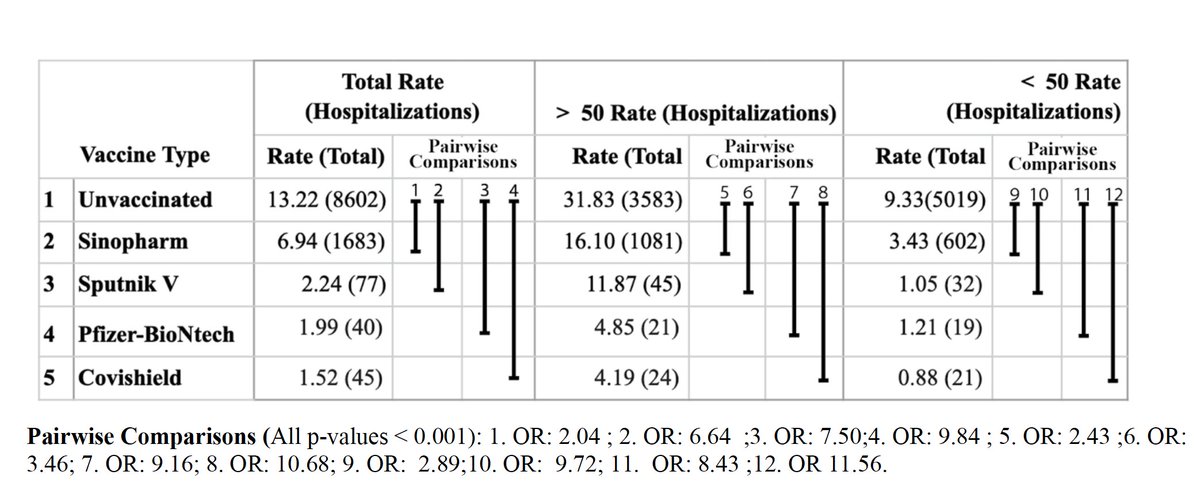 Total Rate (Hospitalizations) > 50 Rate (Hospitalizations) < 50 Rate (Hospitalizations)
Vaccine Type Rate (Total) Pairwise Comparisons Rate (Total Pairwise Comparisons Rate (Total Pairwise Comparisons
1 Unvaccinated 13.22 (8602) 1 2 3 4 31.83 (3583) 5 6 7 8 9.33(5019) 9 10 11 12
2 Sinopharm 6.94 (1683) 16.10 (1081) 3.43 (602)
3 Sputnik V 2.24 (77) 11.87 (45) 1.05 (32)
4 Pfizer-BioNtech 1.99 (40) 4.85 (21) 1.21 (19)
5 Covishield 1.52 (45) 4.19 (24) 0.88 (21)
Pairwise Comparisons (All p-values < 0.001): 1. OR: 2.04 ; 2. OR: 6.64 ;3. OR: 7.50;4. OR: 9.84 ; 5. OR: 2.43 ;6. OR:
3.46; 7. OR: 9.16; 8. OR: 10.68; 9. OR: 2.89;10. OR: 9.72; 11. OR: 8.43 ;12. OR 11.56.